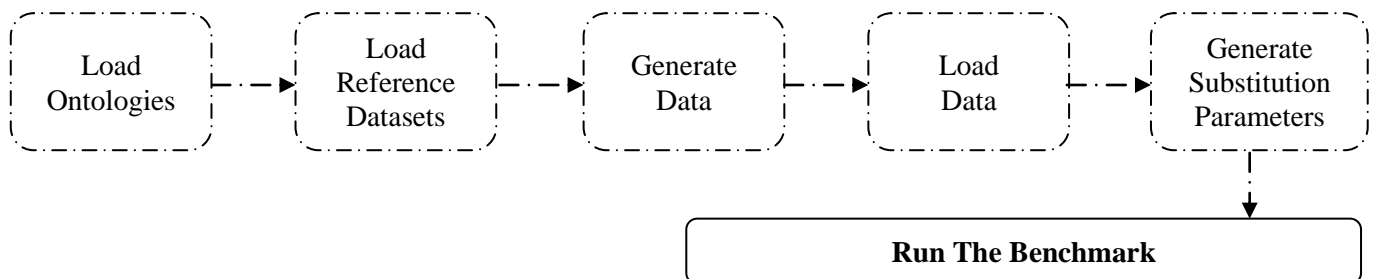 Load
Ontologies
Load
Reference
Datasets
Generate
Data
Load
Data
Generate
Substitution
Parameters
Run The Benchmark